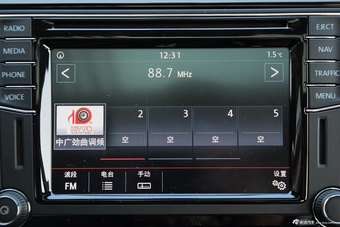 RADIO
MEDIA
PHONE
VOICE
EJECT
NAV
TRAFFIC
MENU
12:31
1.5℃
< 88.7 MHz >
2 3 4 5
中广劲曲调频 空 空 空 空
波段 电台 手动 设置
FM